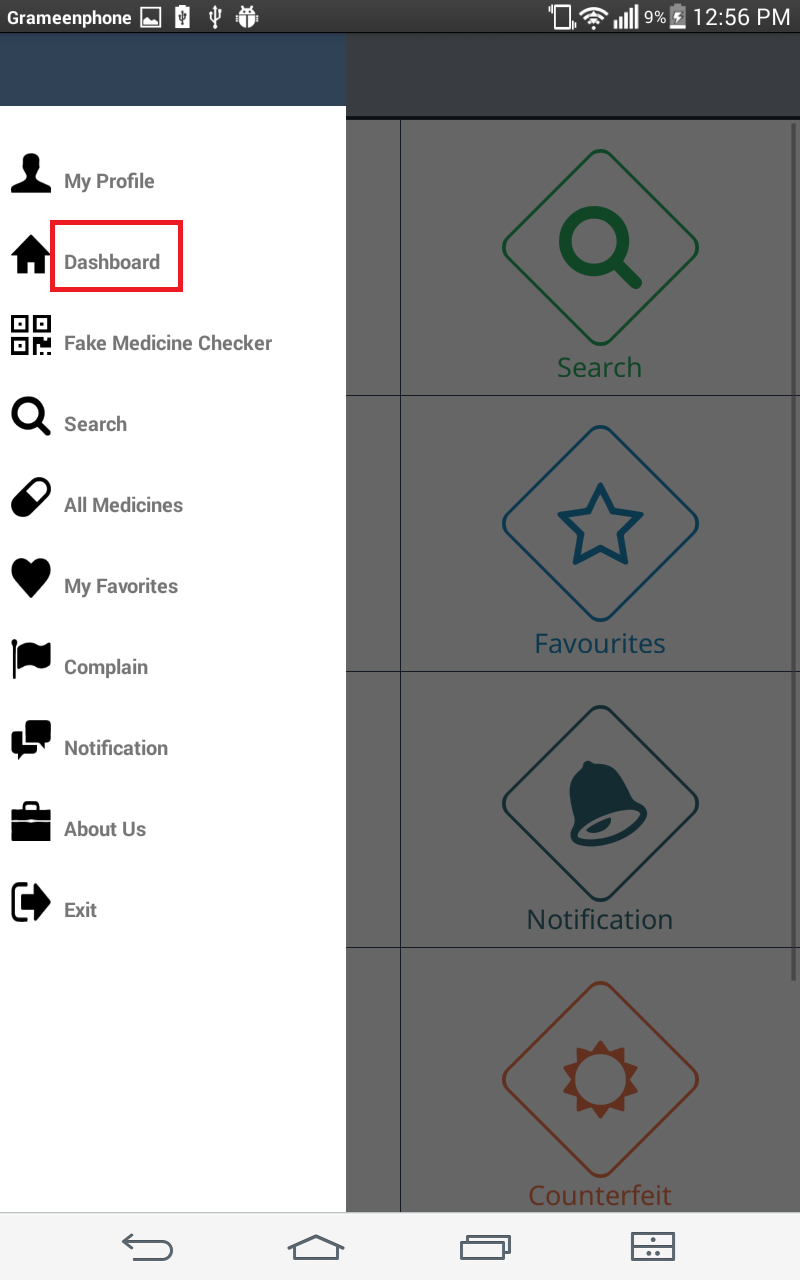 Grameenphone 9% 12:56 PM
My Profile
Dashboard
Fake Medicine Checker
Search
All Medicines
My Favorites
Complain
Notification
About Us
Exit
Search
Favourites
Notification
Counterfeit